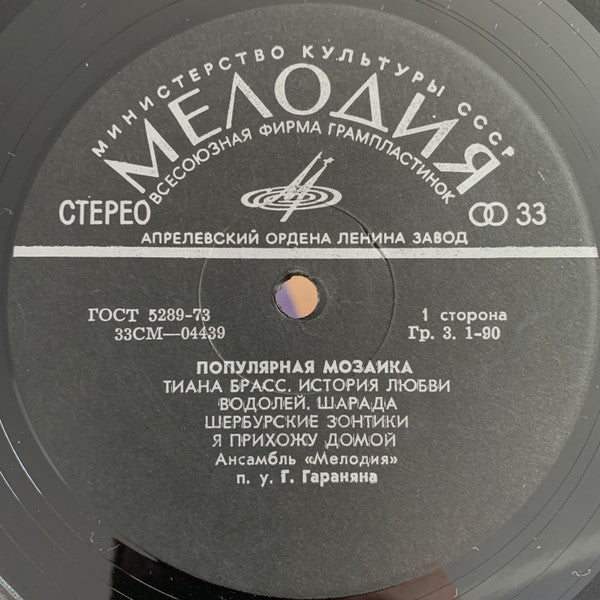 МИНИСТЕРСТВО КУЛЬТУРЫ СССР
МЕЛОДИЯ
ВСЕСОЮЗНАЯ ФИРМА ГРАМПЛАСТИНОК
СТЕРЕО
33
АПРЕЛЕВСКИЙ ОРДЕНА ЛЕНИНА ЗАВОД
ГОСТ 5289-73
1 сторона
33СМ—04439
Гр. 3. 1-90
ПОПУЛЯРНАЯ МОЗАИКА
ТИАНА БРАСС. ИСТОРИЯ ЛЮБВИ
ВОДОЛЕЙ. ШАРАДА
ШЕРБУРСКИЕ ЗОНТИКИ
Я ПРИХОЖУ ДОМОЙ
Ансамбль «Мелодия»
п. у. Г. Гараняна